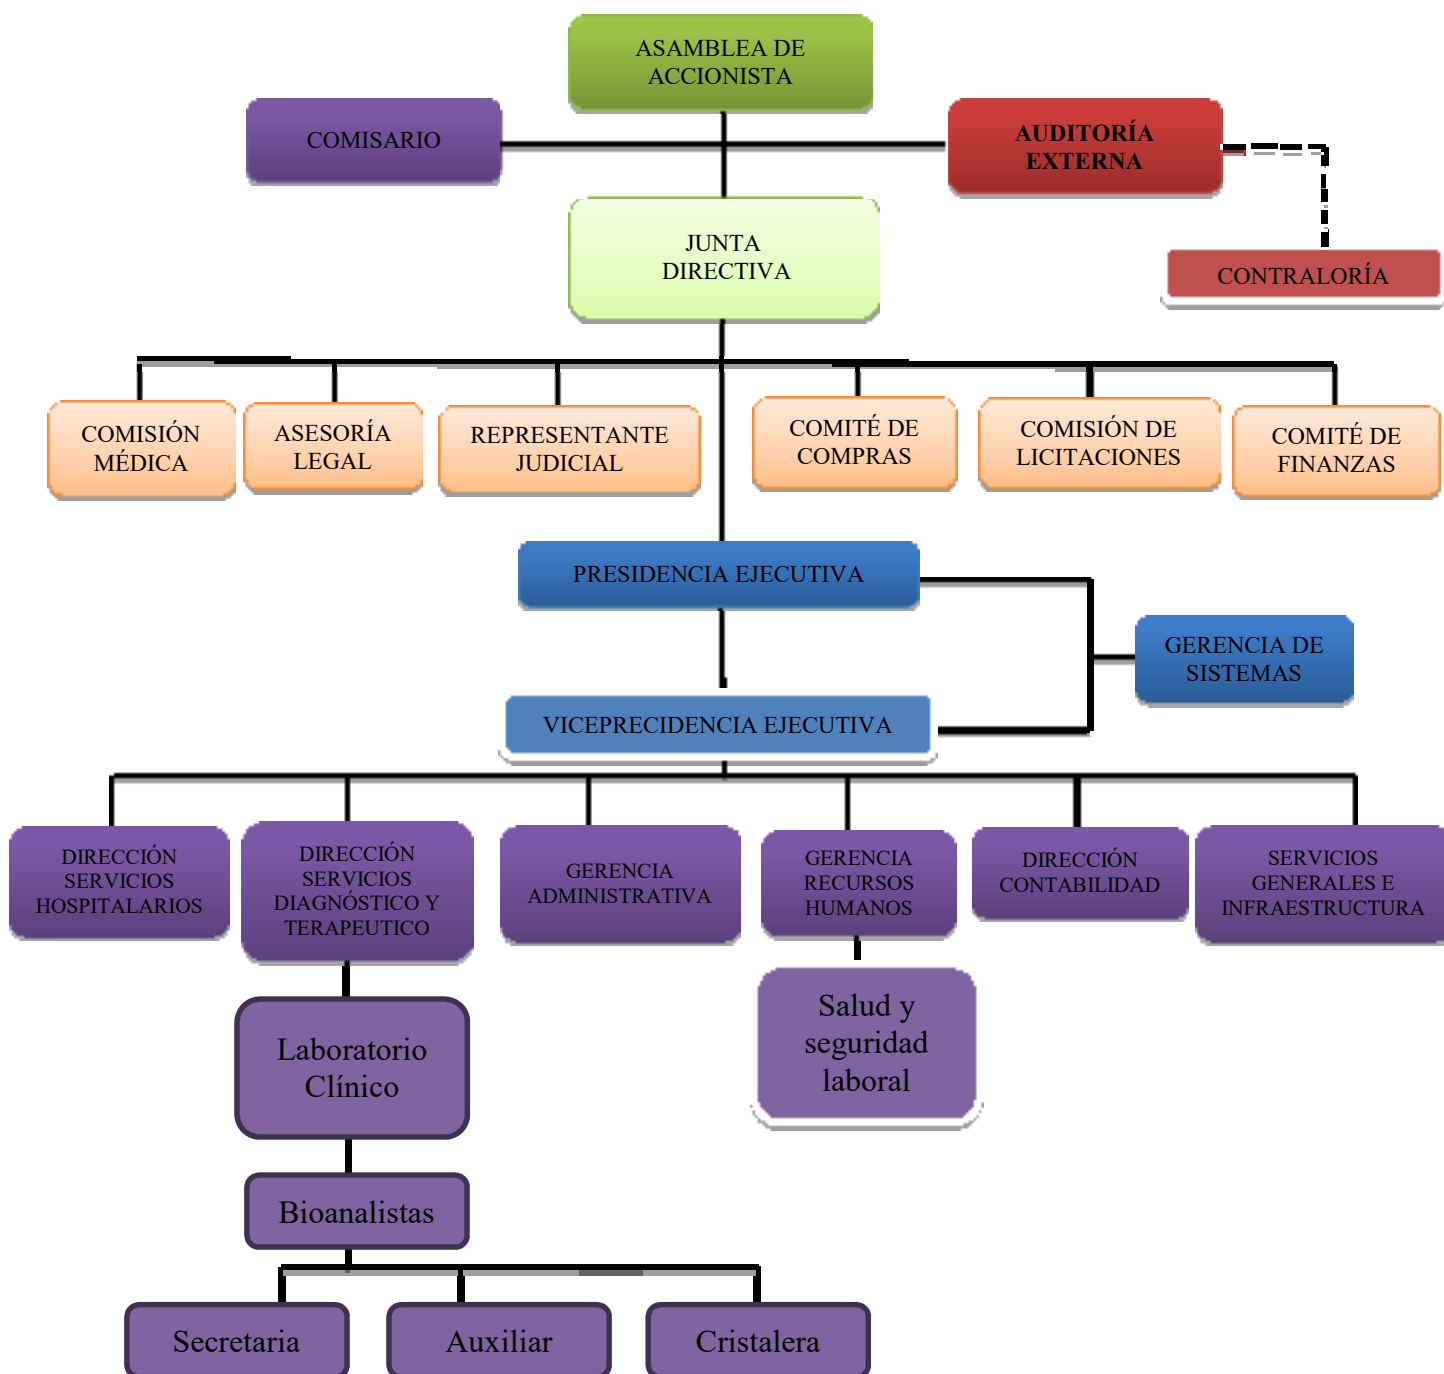 ASAMBLEA DE
ACCIONISTA
COMISARIO
AUDITORÍA
EXTERNA
JUNTA
DIRECTIVA
CONTRALORÍA
COMISIÓN
MÉDICA
ASESORÍA
LEGAL
REPRESENTANTE
JUDICIAL
COMITÉ DE
COMPRAS
COMISIÓN DE
LICITACIONES
COMITÉ DE
FINANZAS
PRESIDENCIA EJECUTIVA
GERENCIA DE
SISTEMAS
VICEPRECIDENCIA EJECUTIVA
DIRECCIÓN
SERVICIOS
HOSPITALARIOS
DIRECCIÓN
SERVICIOS
DIAGNÓSTICO Y
TERAPEUTICO
GERENCIA
ADMINISTRATIVA
GERENCIA
RECURSOS
HUMANOS
DIRECCIÓN
CONTABILIDAD
SERVICIOS
GENERALES E
INFRAESTRUCTURA
Laboratorio
Clínico
Salud y
seguridad
laboral
Bioanalistas
Secretaria
Auxiliar
Cristalera